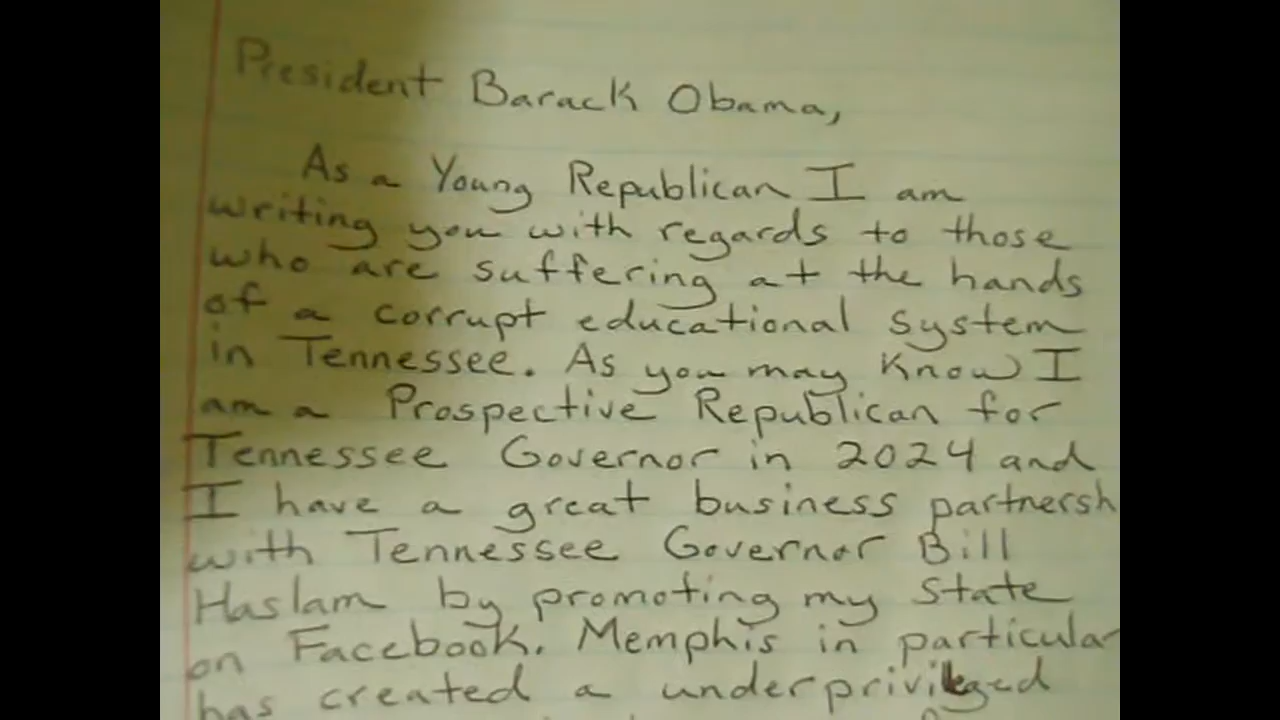 President Barack Obama,
As a Young Republican I am
writing you with regards to those
who are suffering at the hands
of a corrupt educational system
in Tennessee. As you may know I
am a Prospective Republican for
Tennessee Governor in 2024 and
I have a great business partnersh
with Tennessee Governor Bill
Haslam by promoting my state
on Facebook. Memphis in particular
has created a underprivileged